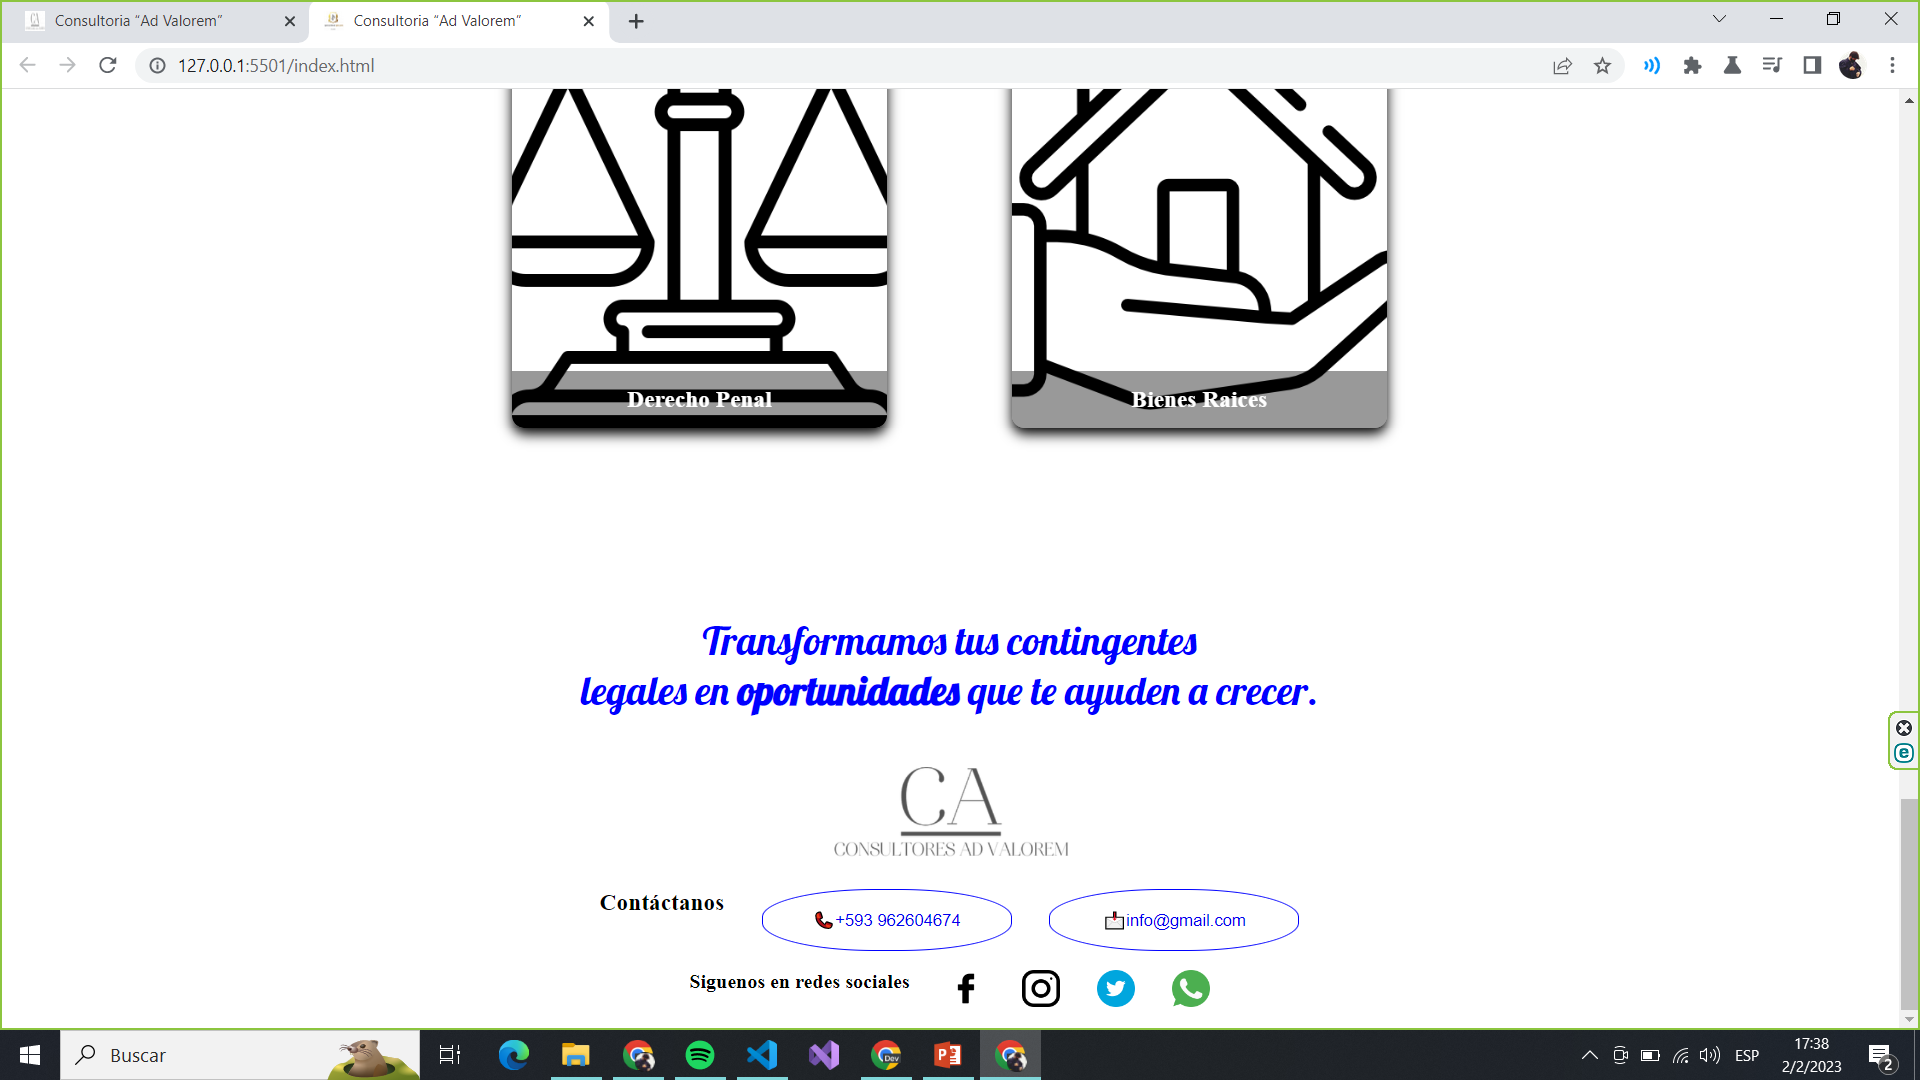 Consultoria “Ad Valorem”
Consultoria “Ad Valorem”
127.0.0.1:5501/index.html
Derecho Penal
Bienes Raices
Transformamos tus contingentes
legales en oportunidades que te ayuden a crecer.
CA
CONSULTORES AD VALOREM
Contáctanos
+593 962604674
info@gmail.com
Siguenos en redes sociales
Buscar
Dev
ESP
17:38
2/2/2023
2